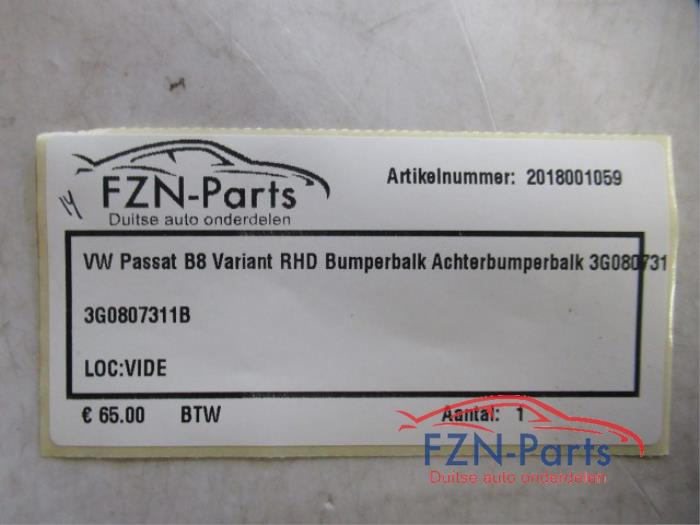 FZN-Parts
Duitse auto onderdelen
14
Artikelnummer: 2018001059
VW Passat B8 Variant RHD Bumperbalk Achterbumperbalk 3G080731
3G0807311B
LOC:VIDE
€ 65.00 BTW Aantal: 1
FZN-Parts
Duitse auto onderdelen